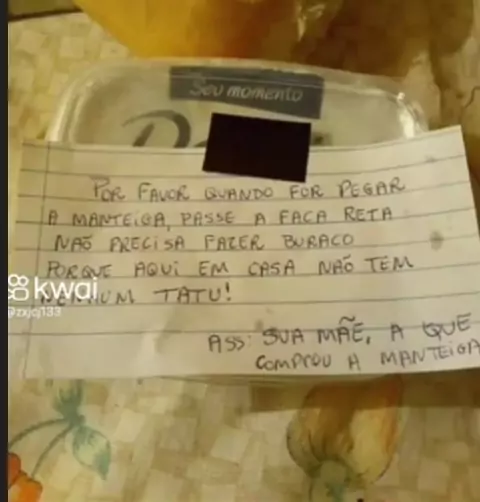 Seu momento
POR FAVOR QUANDO FOR PEGAR
A MANTEIGA, PASSE A FACA RETA
NÃO PRECISA FAZER BURACO
PORQUE AQUI EM CASA NÃO TEM
kwai
NENHUM TATU!
@zxjcj133
ASS: SUA MÃE, A QUE
COMPROU A MANTEIGA